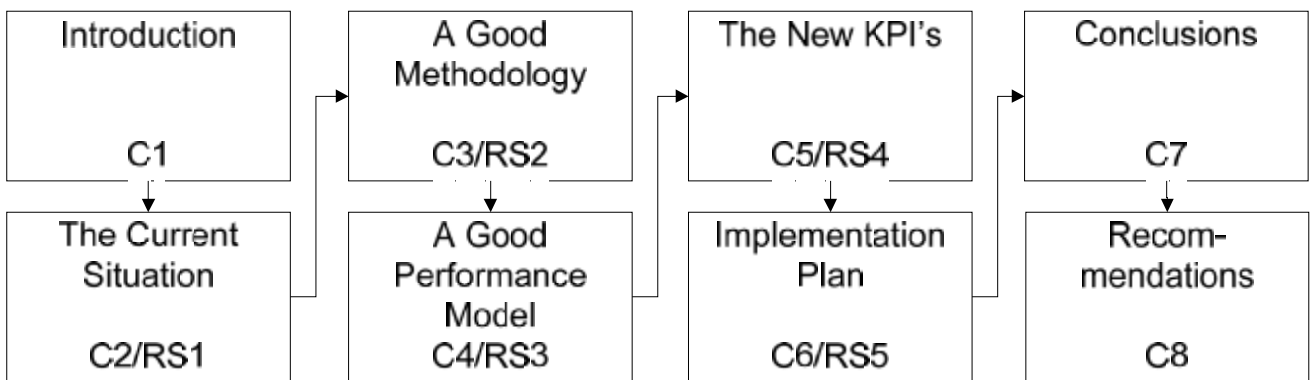 Introduction
C1
The Current
Situation
C2/RS1
A Good
Methodology
C3/RS2
A Good
Performance
Model
C4/RS3
The New KPI's
C5/RS4
Implementation
Plan
C6/RS5
Conclusions
C7
Recom-
mendations
C8